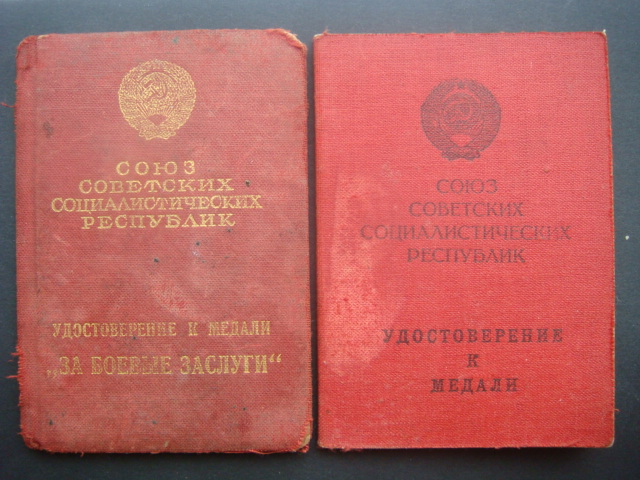 СОЮЗ
СОВЕТСКИХ
СОЦИАЛИСТИЧЕСКИХ
РЕСПУБЛИК
УДОСТОВЕРЕНИЕ К МЕДАЛИ
„ЗА БОЕВЫЕ ЗАСЛУГИ“
СОЮЗ
СОВЕТСКИХ
СОЦИАЛИСТИЧЕСКИХ
РЕСПУБЛИК
УДОСТОВЕРЕНИЕ
К
МЕДАЛИ